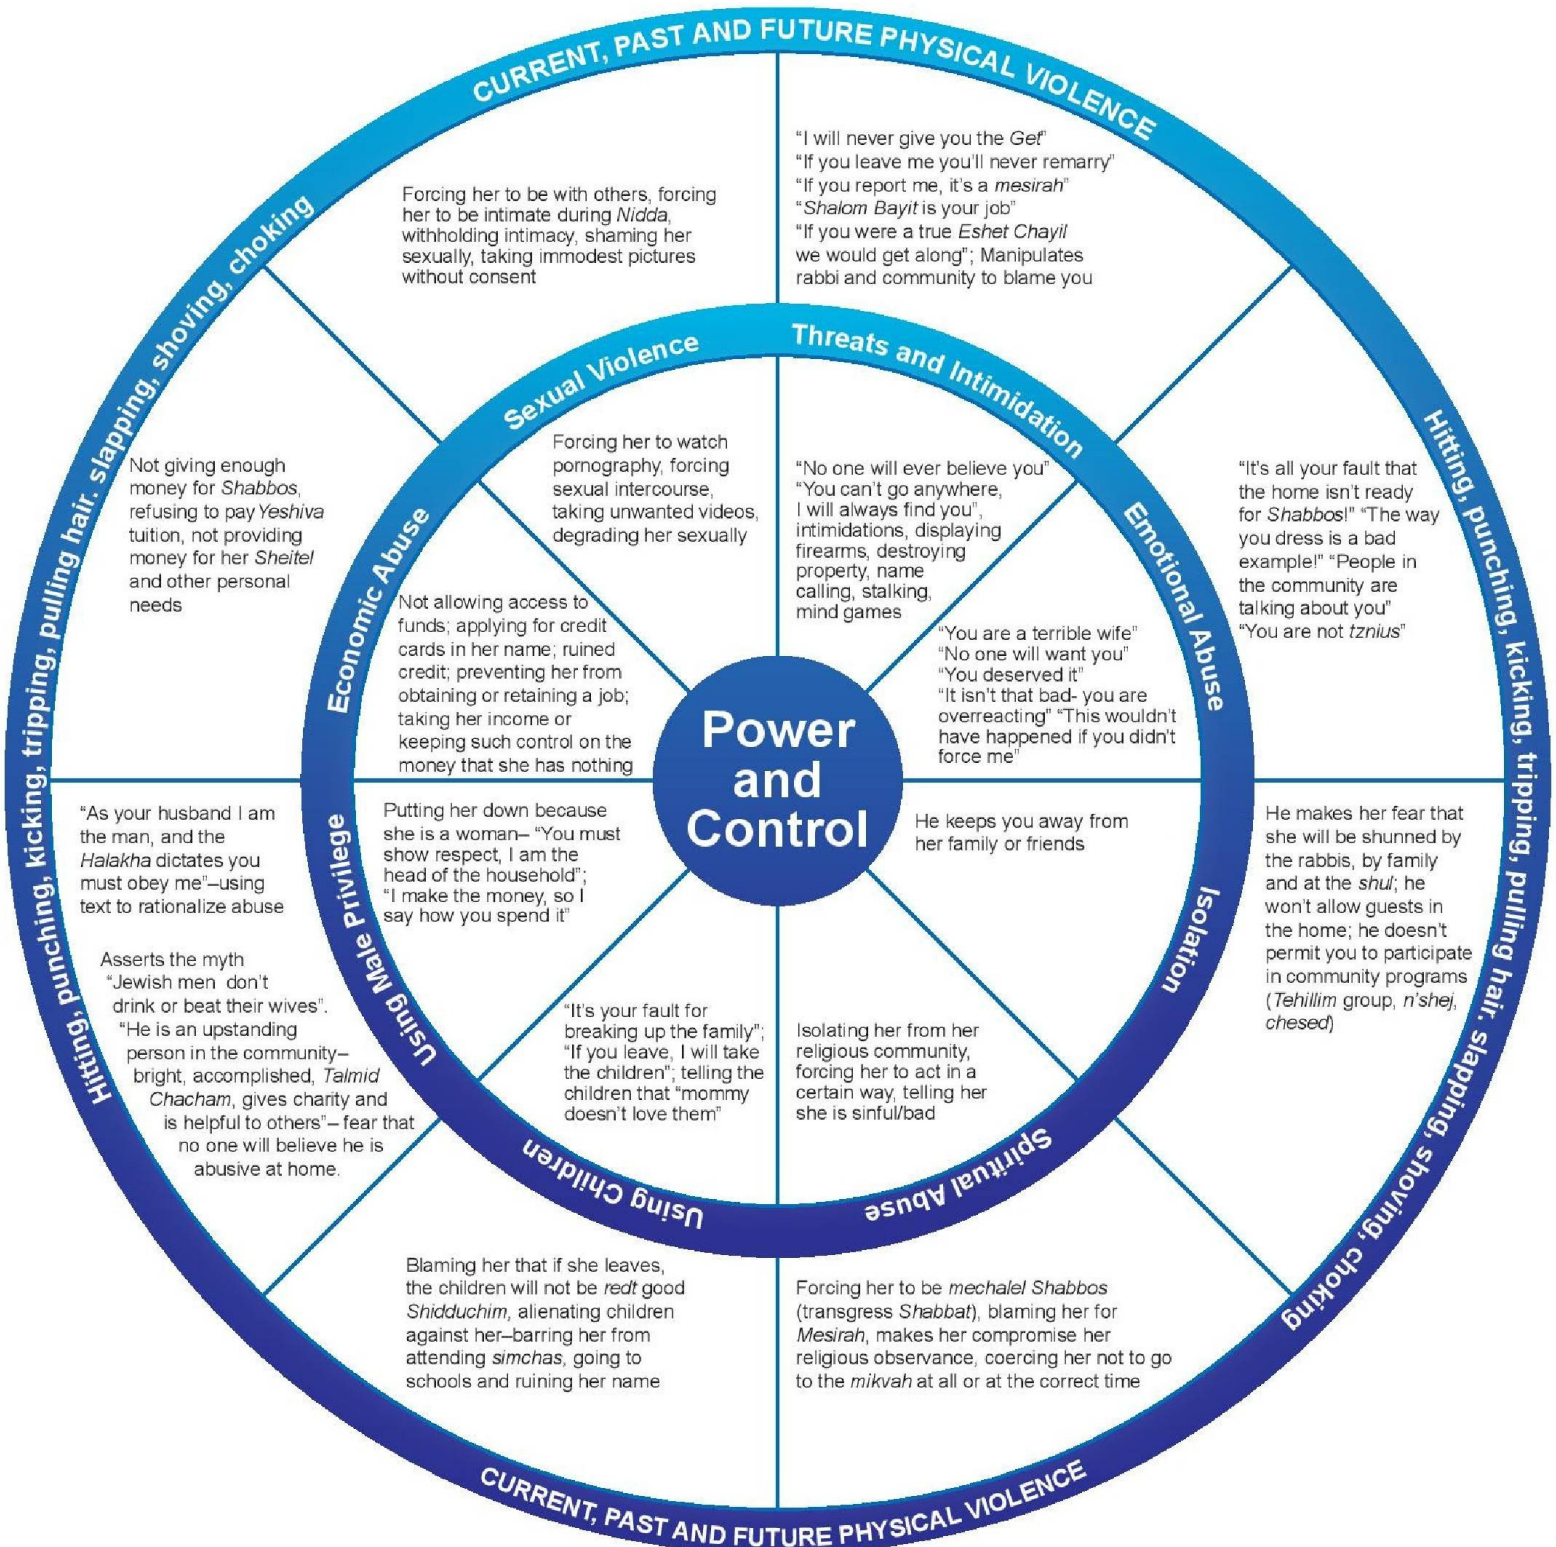 CURRENT, PAST AND FUTURE PHYSICAL VIOLENCE
Hitting, punching, kicking, tripping, pulling hair. slapping, shoving, choking
Hitting, punching, kicking, tripping, pulling hair. slapping, shoving, choking
CURRENT, PAST AND FUTURE PHYSICAL VIOLENCE
Power
and
Control
Threats and Intimidation
“I will never give you the Get”
“If you leave me you’ll never remarry”
“If you report me, it’s a mesirah”
“Shalom Bayit is your job”
“If you were a true Eshet Chayil
we would get along”; Manipulates
rabbi and community to blame you
“No one will ever believe you”
“You can’t go anywhere,
I will always find you”,
intimidations, displaying
firearms, destroying
property, name
calling, stalking,
mind games
Emotional Abuse
“It’s all your fault that
the home isn’t ready
for Shabbos!” “The way
you dress is a bad
example!” “People in
the community are
talking about you”
“You are not tznius”
“You are a terrible wife”
“No one will want you”
“You deserved it”
“It isn’t that bad- you are
overreacting” “This wouldn’t
have happened if you didn’t
force me”
Isolation
He makes her fear that
she will be shunned by
the rabbis, by family
and at the shul; he
won’t allow guests in
the home; he doesn’t
permit you to participate
in community programs
(Tehillim group, n’shej,
chesed)
He keeps you away from
her family or friends
Spiritual Abuse
Isolating her from her
religious community,
forcing her to act in a
certain way, telling her
she is sinful/bad
Forcing her to be mechalel Shabbos
(transgress Shabbat), blaming her for
Mesirah, makes her compromise her
religious observance, coercing her not to go
to the mikvah at all or at the correct time
Using Children
“It’s your fault for
breaking up the family”;
“If you leave, I will take
the children”; telling the
children that “mommy
doesn’t love them”
Blaming her that if she leaves,
the children will not be redt good
Shidduchim, alienating children
against her–barring her from
attending simchas, going to
schools and ruining her name
Using Male Privilege
Putting her down because
she is a woman– “You must
show respect, I am the
head of the household”;
“I make the money, so I
say how you spend it”
“As your husband I am
the man, and the
Halakha dictates you
must obey me”–using
text to rationalize abuse
Asserts the myth
“Jewish men don’t
drink or beat their wives”.
“He is an upstanding
person in the community–
bright, accomplished, Talmid
Chacham, gives charity and
is helpful to others”– fear that
no one will believe he is
abusive at home.
Economic Abuse
Not giving enough
money for Shabbos,
refusing to pay Yeshiva
tuition, not providing
money for her Sheitel
and other personal
needs
Not allowing access to
funds; applying for credit
cards in her name; ruined
credit; preventing her from
obtaining or retaining a job;
taking her income or
keeping such control on the
money that she has nothing
Sexual Violence
Forcing her to be with others, forcing
her to be intimate during Nidda,
withholding intimacy, shaming her
sexually, taking immodest pictures
without consent
Forcing her to watch
pornography, forcing
sexual intercourse,
taking unwanted videos,
degrading her sexually